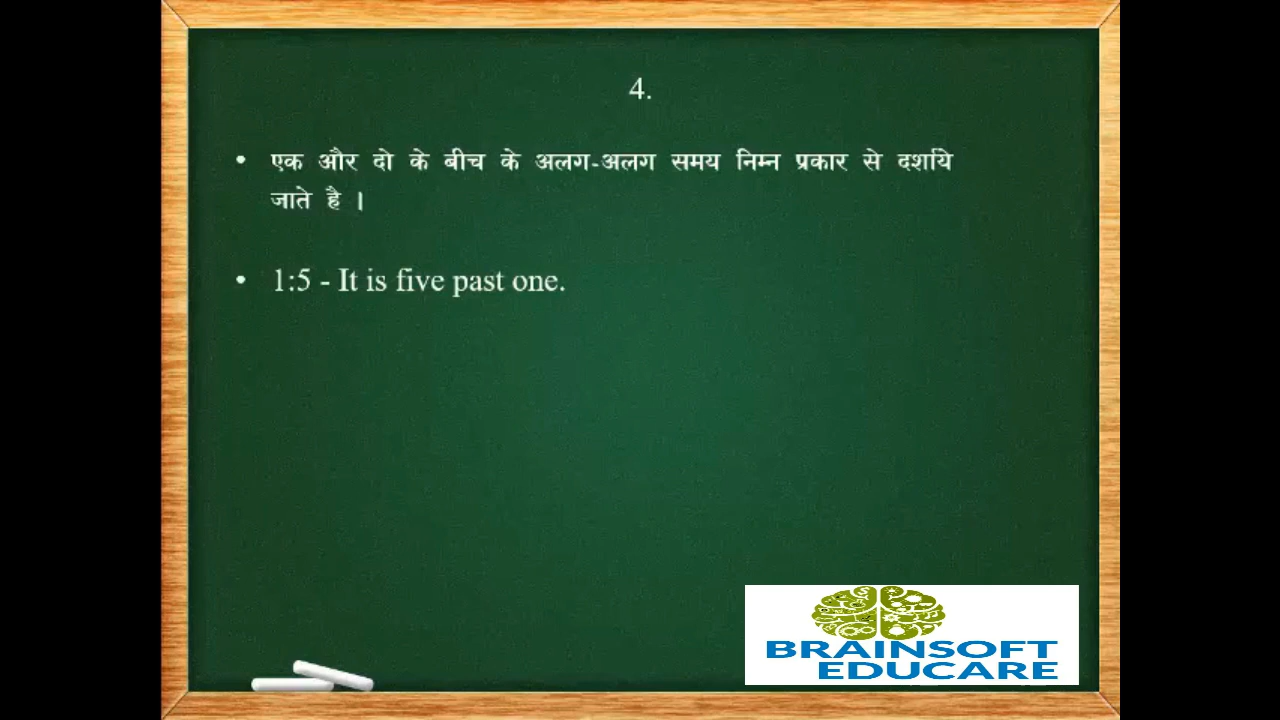 4.
• एक और दो के बीच के अलग-अलग समय निम्न प्रकार से दर्शाये
जाते है ।
• 1:5 - It is five past one.
BRAINSOFT
EDUCARE